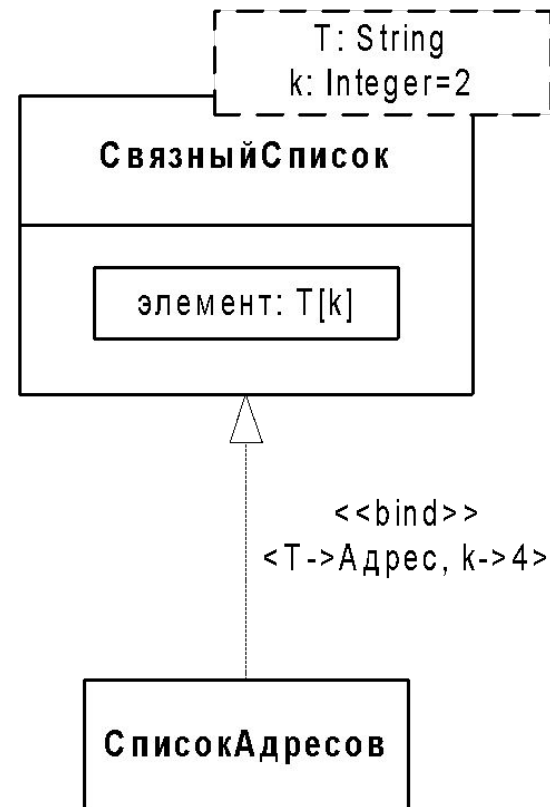 T: String
k: Integer=2
СвязныйСписок
элемент: T[k]
<<bind>>
<T->Адрес, k->4>
СписокАдресов